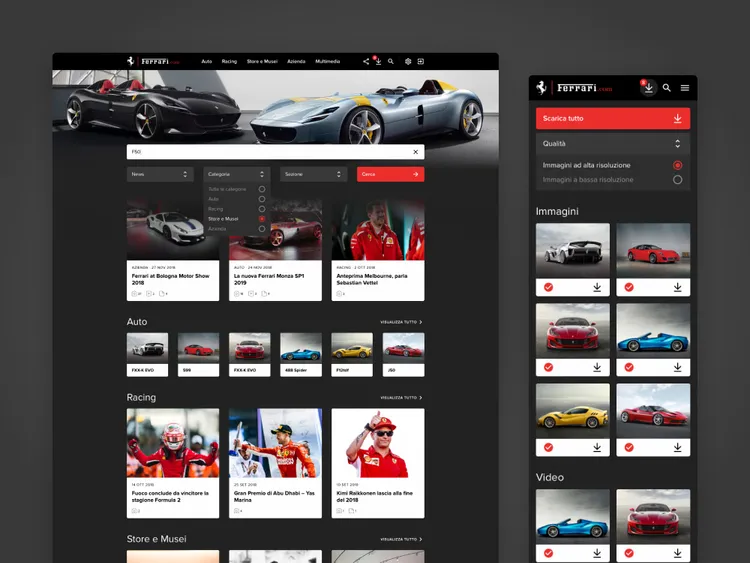 Ferrari.com
Auto Racing Store e Musei Azienda Multimedia
F50
News Categoria Sezione Cerca
Tutte le categorie
Auto
Racing
Store e Musei
Azienda
AZIENDA - 27 NOV 2018
Ferrari at Bologna Motor Show
2018
AUTO - 24 NOV 2018
La nuova Ferrari Monza SP1
2019
RACING - 2 OTT 2018
Anteprima Melbourne, parla
Sebastian Vettel
Auto
VISUALIZZA TUTTO
FXX-K EVO
599
FXX-K EVO
488 Spider
F12tdf
J50
Racing
VISUALIZZA TUTTO
14 OTT 2018
Fuoco conclude da vincitore la
stagione Formula 2
25 SET 2018
Gran Premio di Abu Dhabi – Yas
Marina
10 SET 2018
Kimi Raikkonen lascia alla fine
del 2018
Store e Musei
VISUALIZZA TUTTO
Ferrari.com
Scarica tutto
Qualità
Immagini ad alta risoluzione
Immagini a bassa risoluzione
Immagini
Video